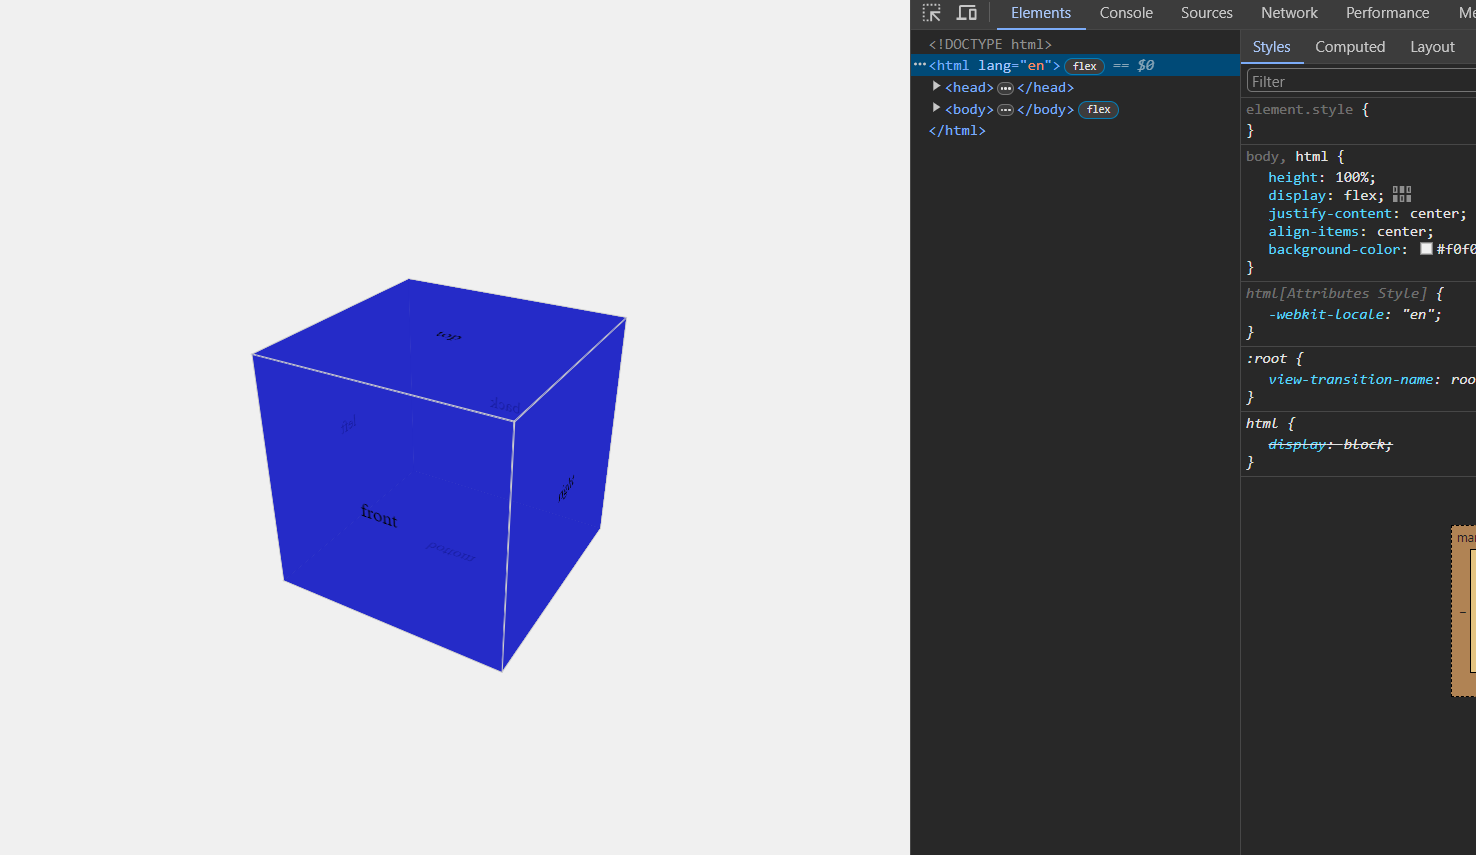 top
back
left
front
right
bottom
Elements Console Sources Network Performance Me
<!DOCTYPE html>
<html lang="en"> flex == $0
<head> ••• </head>
<body> ••• </body> flex
</html>
Styles Computed Layout
Filter
element.style {
}
body, html {
height: 100%;
display: flex;
justify-content: center;
align-items: center;
background-color: #f0f0
}
html[Attributes Style] {
-webkit-locale: "en";
}
:root {
view-transition-name: roo
}
html {
display: block;
}
mar
–